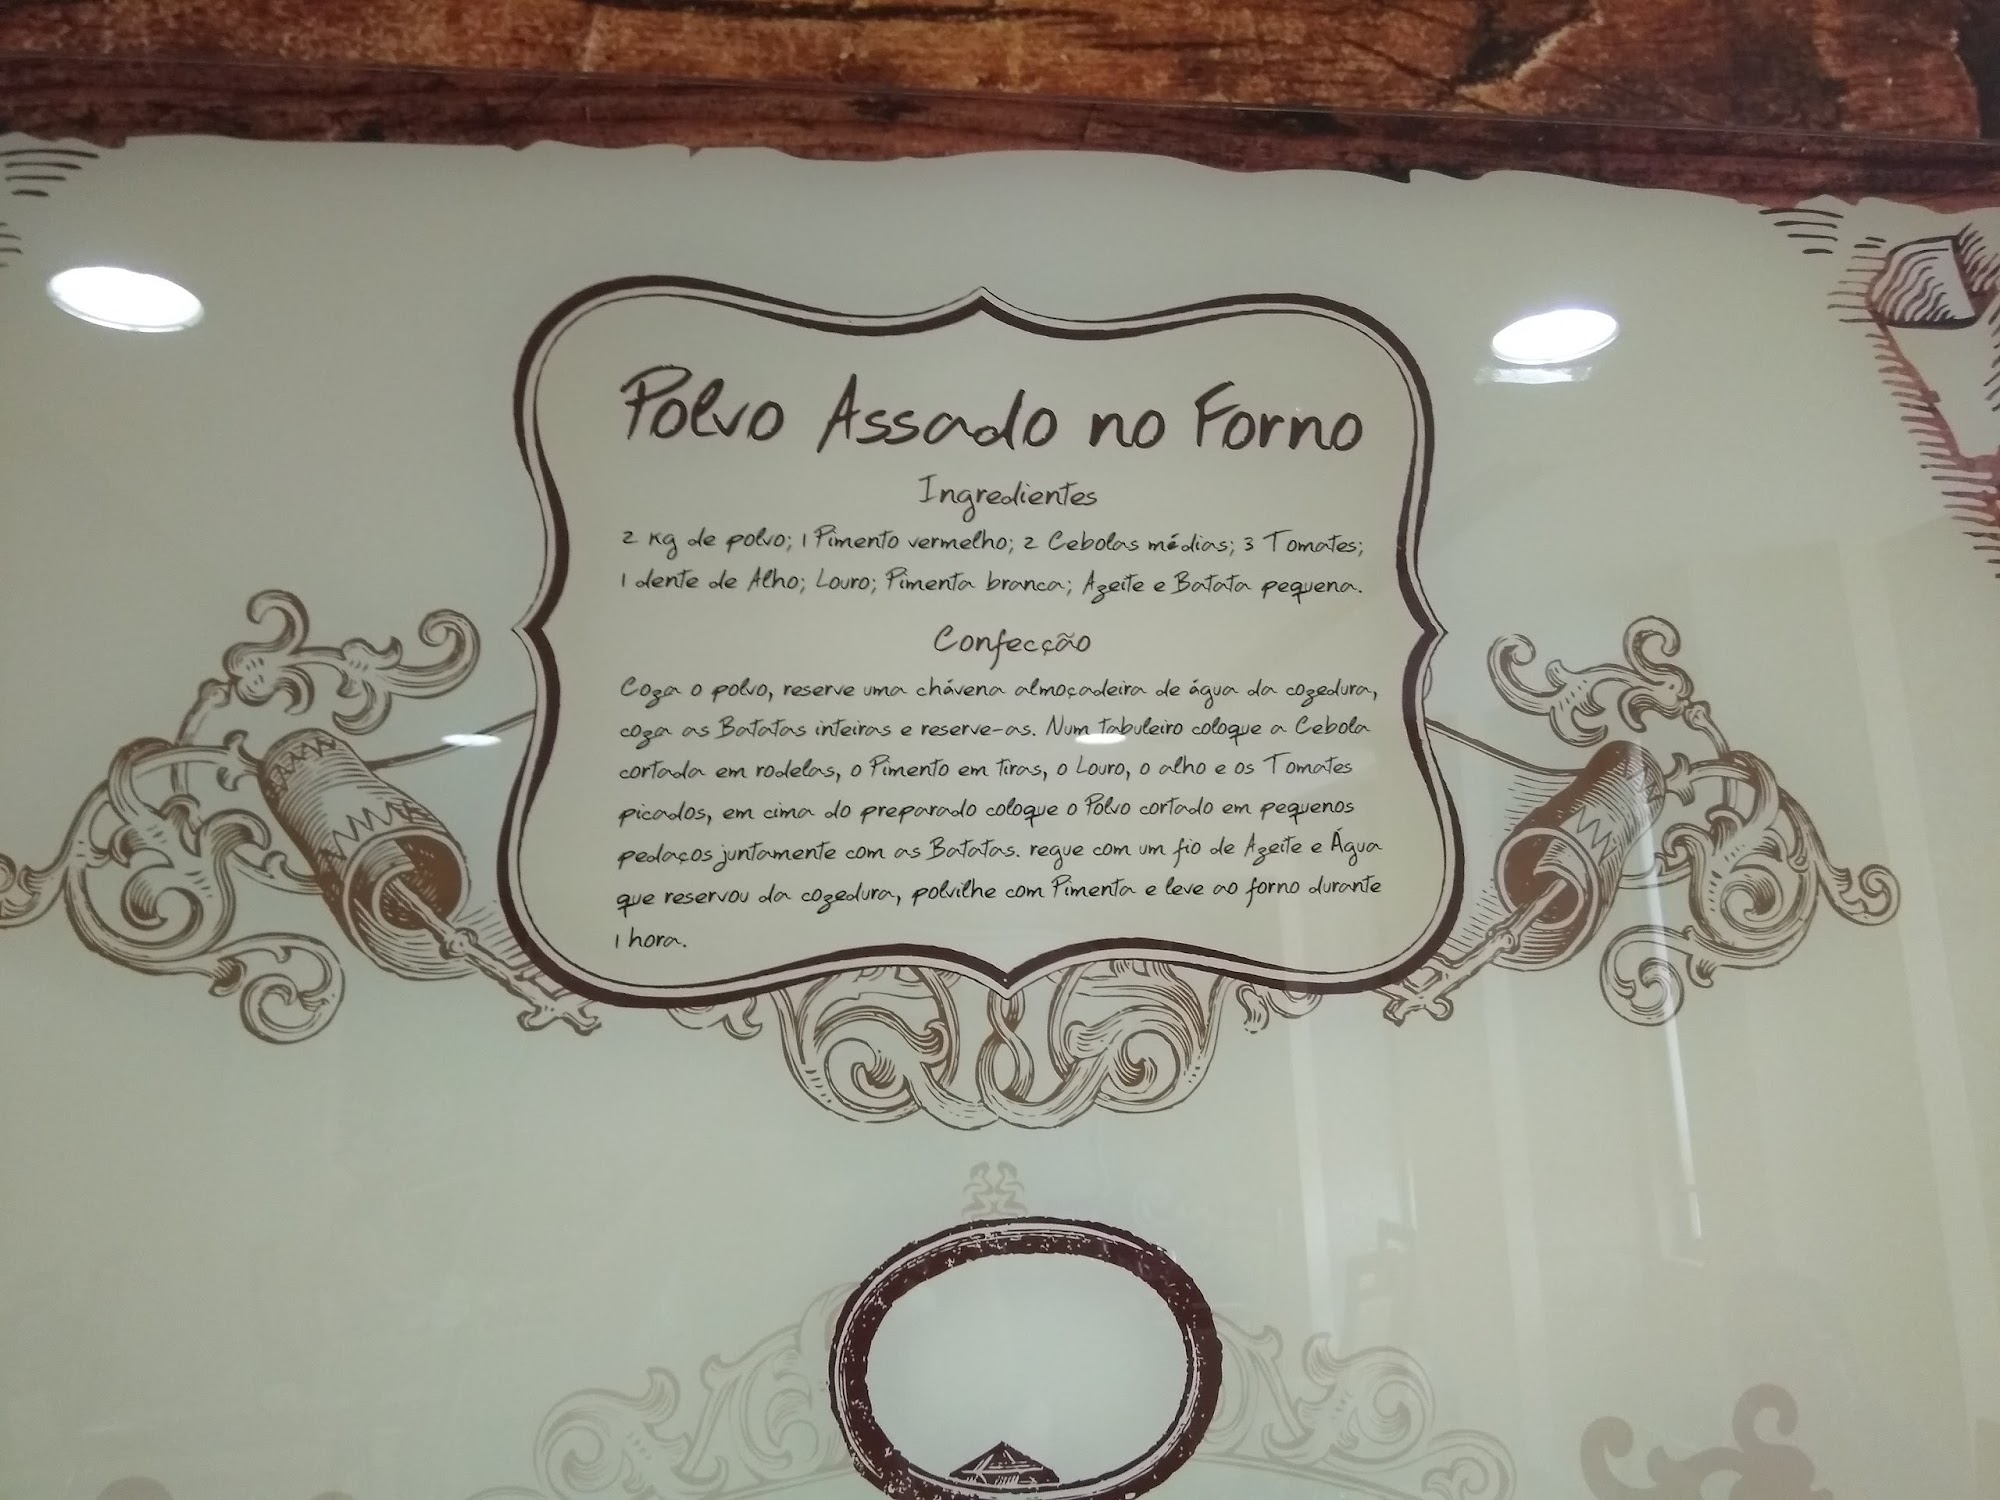 Polvo Assado no Forno
Ingredientes
2 kg de polvo; 1 Pimento vermelho; 2 Cebolas médias; 3 Tomates;
1 dente de Alho; Louro; Pimenta branca; Azeite e Batata pequena.
Confecção
Coza o polvo, reserve uma chávena almoçadeira de água da cozedura,
coza as Batatas inteiras e reserve-as. Num tabuleiro coloque a Cebola
cortada em rodelas, o Pimento em tiras, o Louro, o alho e os Tomates
picados, em cima do preparado coloque o Polvo cortado em pequenos
pedaços juntamente com as Batatas. regue com um fio de Azeite e Água
que reservou da cozedura, polvilhe com Pimenta e leve ao forno durante
1 hora.